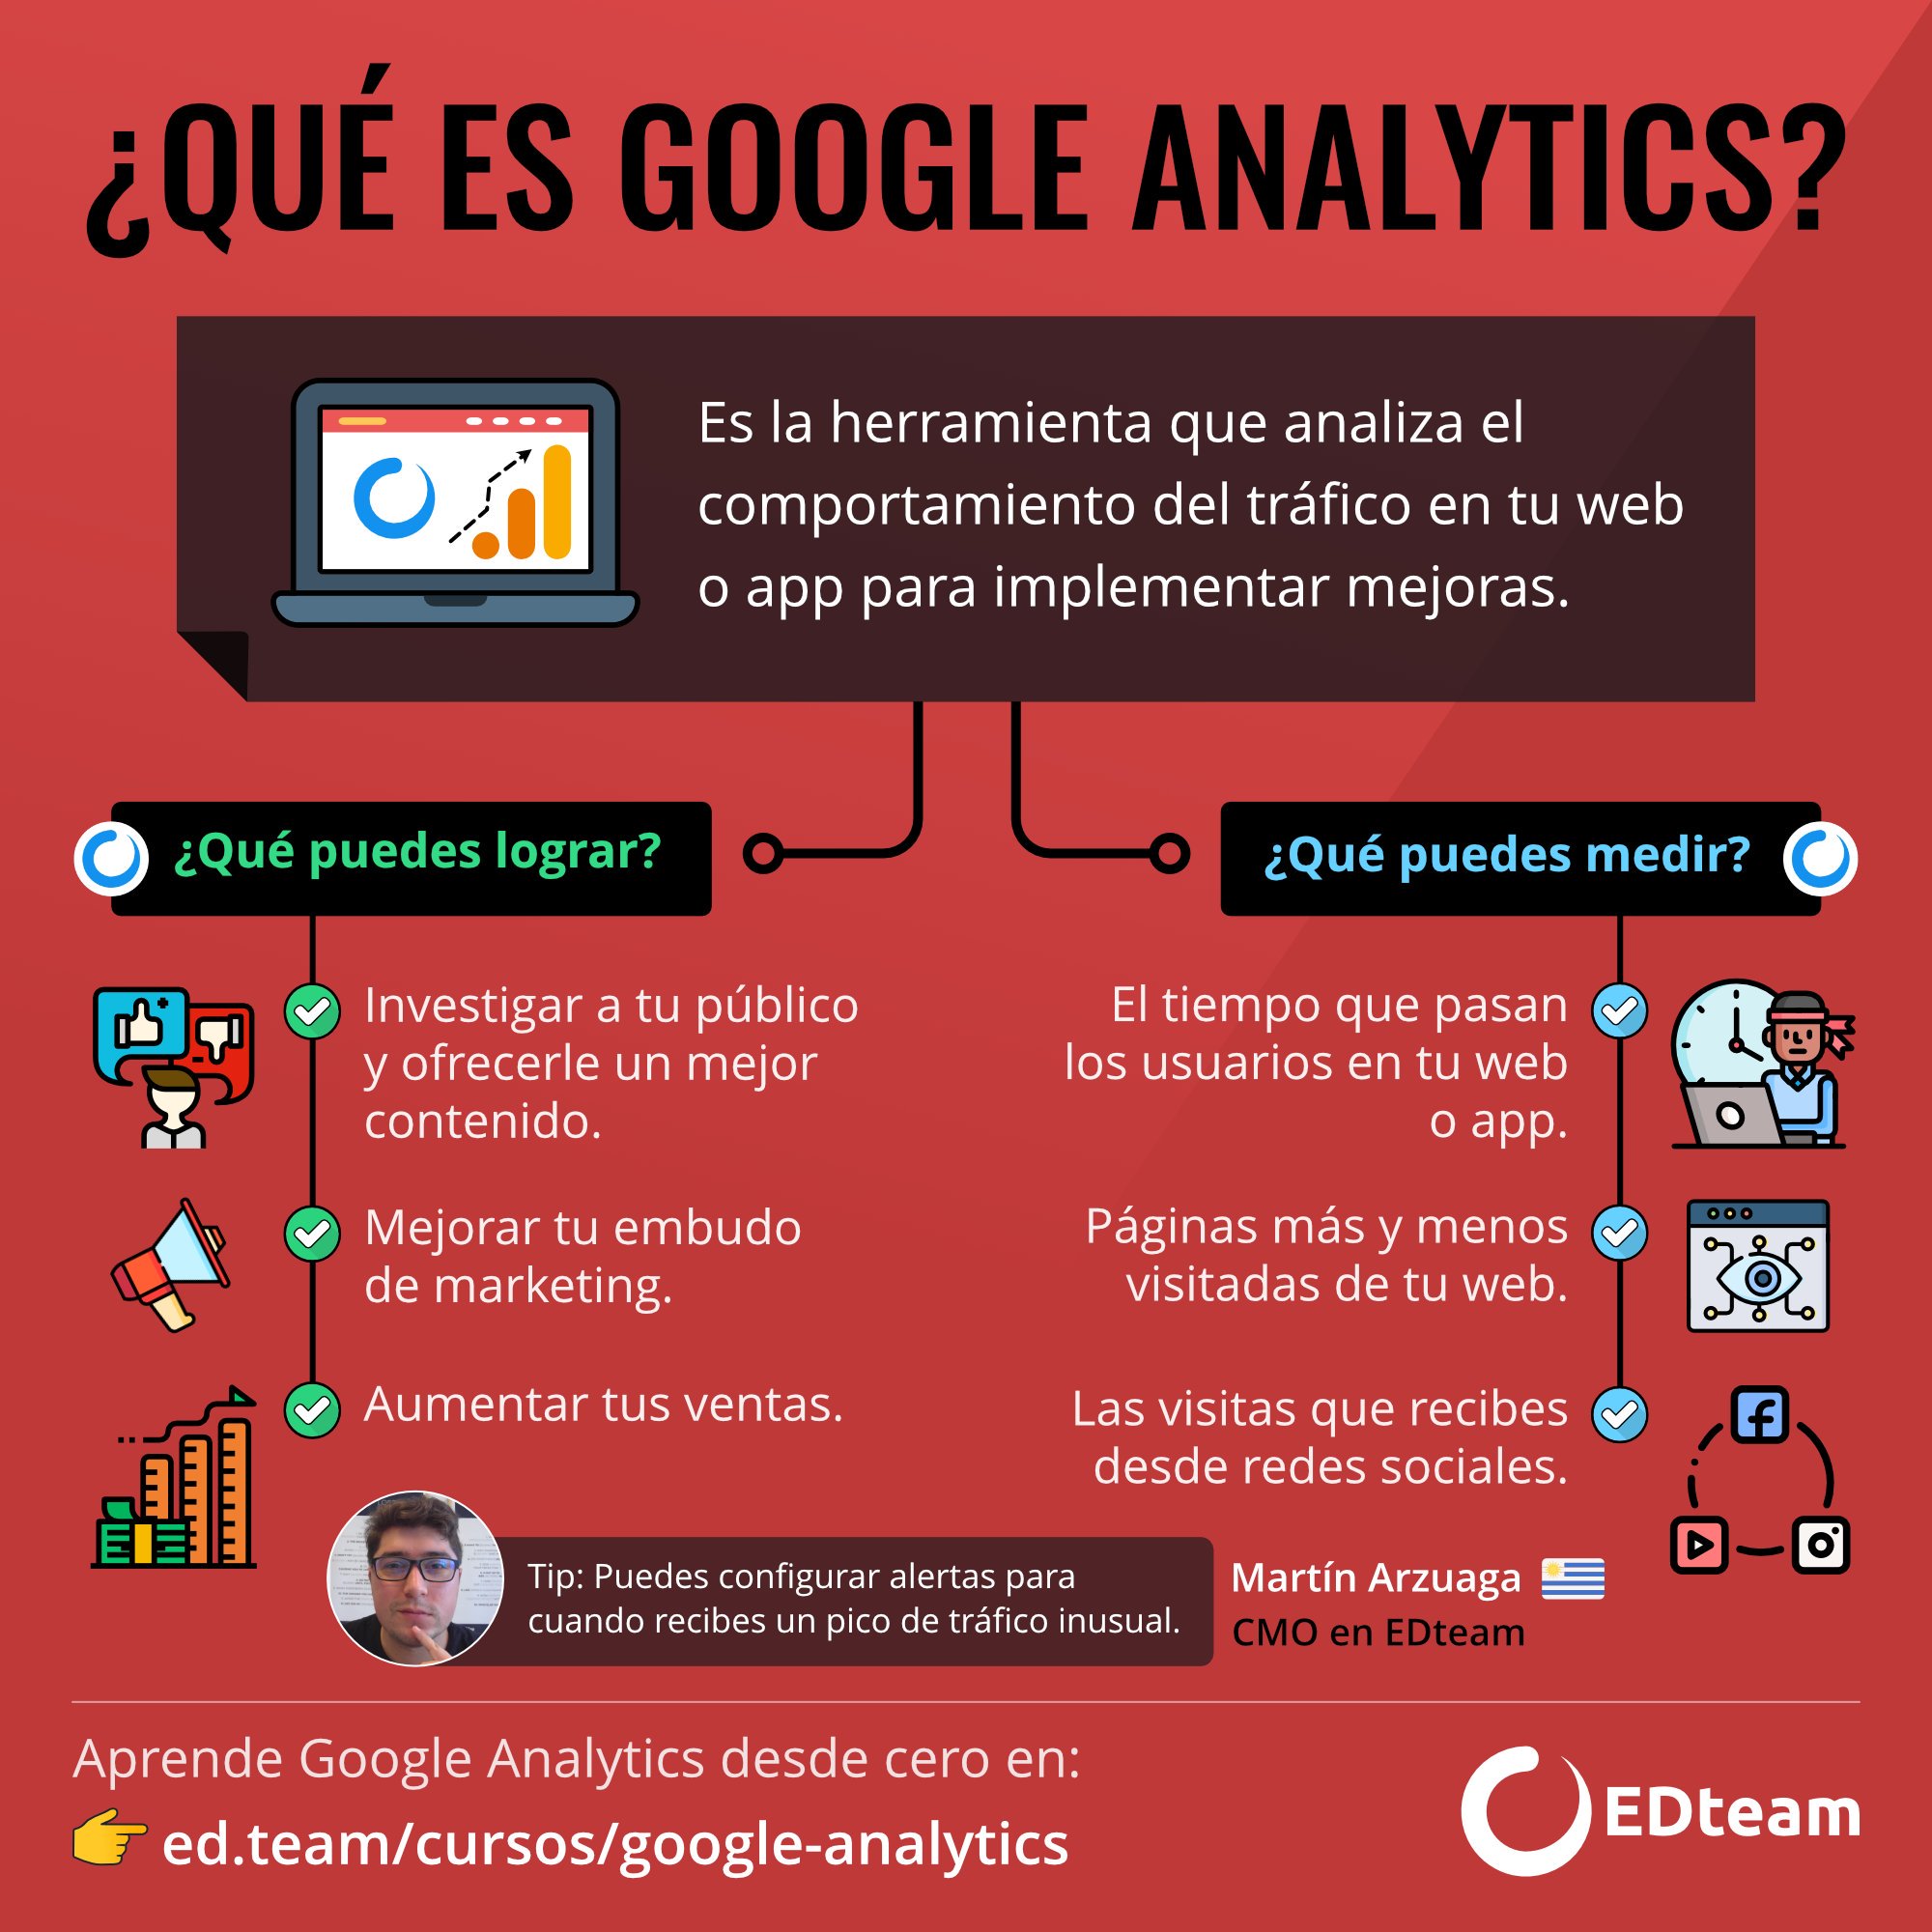 ¿QUÉ ES GOOGLE ANALYTICS?
Es la herramienta que analiza el
comportamiento del tráfico en tu web
o app para implementar mejoras.
¿Qué puedes lograr?
Investigar a tu público
y ofrecerle un mejor
contenido.
Mejorar tu embudo
de marketing.
Aumentar tus ventas.
¿Qué puedes medir?
El tiempo que pasan
los usuarios en tu web
o app.
Páginas más y menos
visitadas de tu web.
Las visitas que recibes
desde redes sociales.
Tip: Puedes configurar alertas para
cuando recibes un pico de tráfico inusual.
Martín Arzuaga
CMO en EDteam
Aprende Google Analytics desde cero en:
ed.team/cursos/google-analytics
EDteam